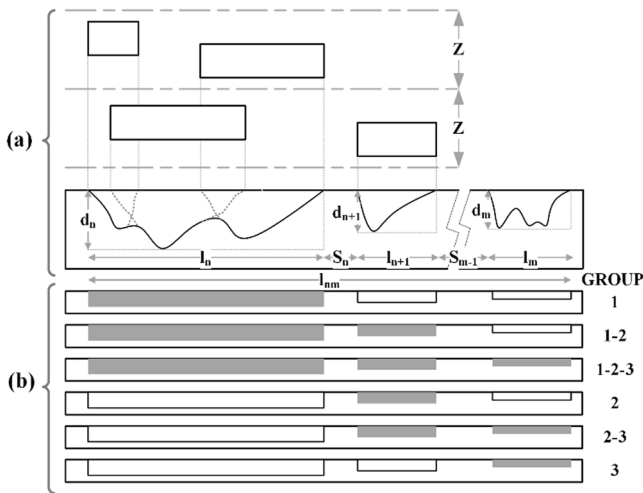 Z
(a)
Z
dₙ
dₙ₊₁
dₘ
lₙ Sₙ lₙ₊₁ Sₘ₋₁ lₘ
lₙₘ GROUP
1
1-2
(b) 1-2-3
2
2-3
3